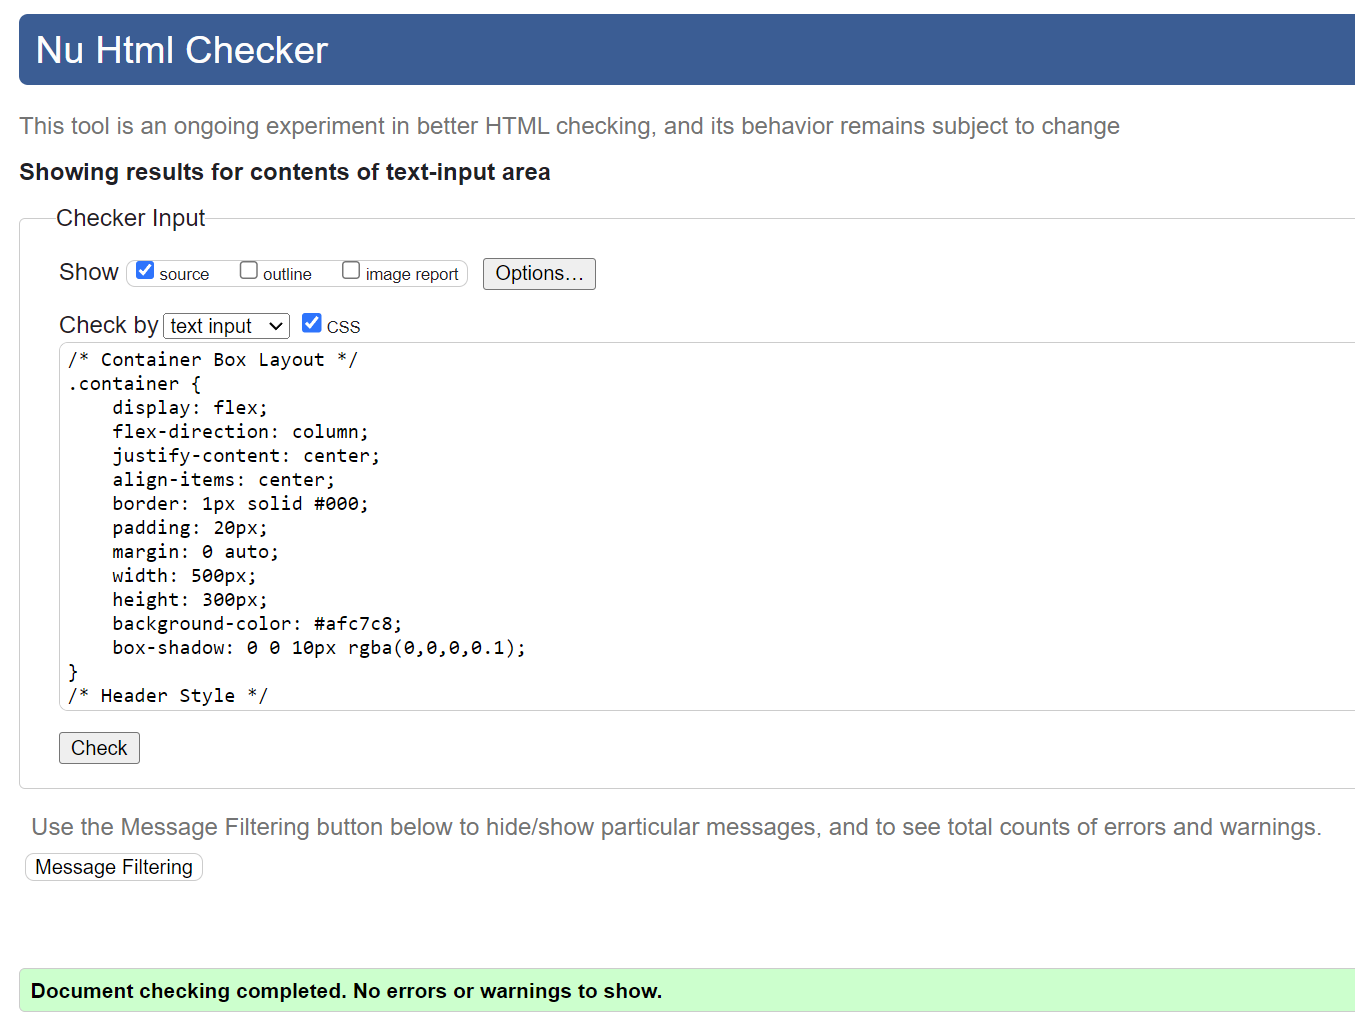 Nu Html Checker
This tool is an ongoing experiment in better HTML checking, and its behavior remains subject to change
Showing results for contents of text-input area
Checker Input
Show source outline image report Options...
Check by text input CSS
/* Container Box Layout */
.container {
    display: flex;
    flex-direction: column;
    justify-content: center;
    align-items: center;
    border: 1px solid #000;
    padding: 20px;
    margin: 0 auto;
    width: 500px;
    height: 300px;
    background-color: #afc7c8;
    box-shadow: 0 0 10px rgba(0,0,0,0.1);
}
/* Header Style */
Check
Use the Message Filtering button below to hide/show particular messages, and to see total counts of errors and warnings.
Message Filtering
Document checking completed. No errors or warnings to show.